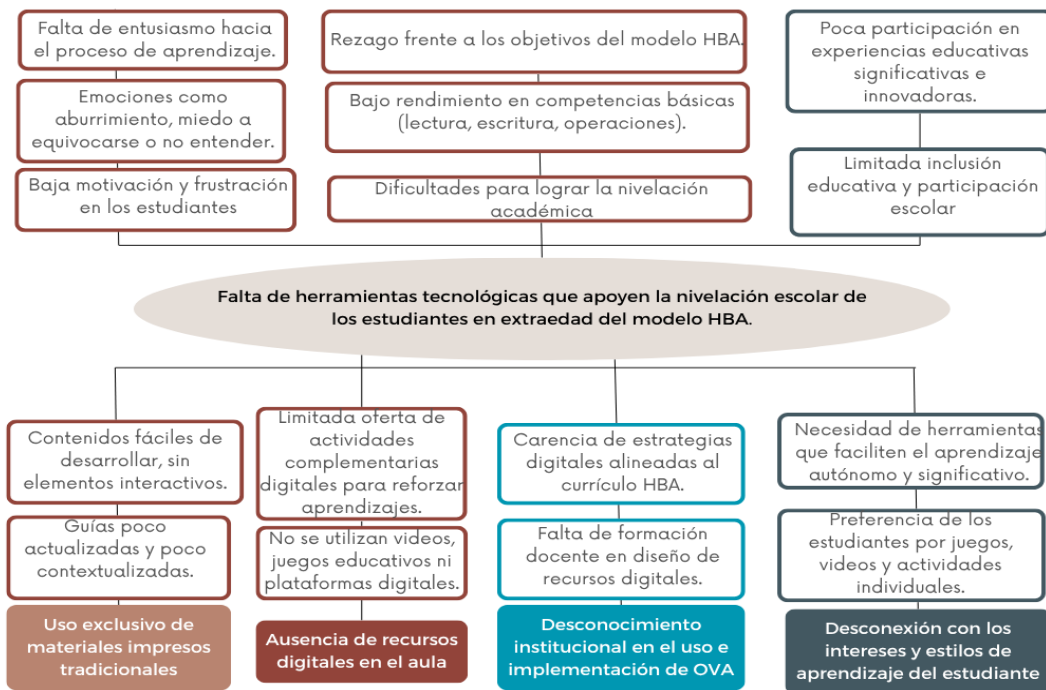 Falta de entusiasmo hacia
el proceso de aprendizaje.
Emociones como
aburrimiento, miedo a
equivocarse o no entender.
Baja motivación y frustración
en los estudiantes
Rezago frente a los objetivos del modelo HBA.
Bajo rendimiento en competencias básicas
(lectura, escritura, operaciones).
Dificultades para lograr la nivelación
académica
Poca participación en
experiencias educativas
significativas e
innovadoras.
Limitada inclusión
educativa y participación
escolar
Falta de herramientas tecnológicas que apoyen la nivelación escolar de
los estudiantes en extraedad del modelo HBA.
Contenidos fáciles de
desarrollar, sin
elementos interactivos.
Guías poco
actualizadas y poco
contextualizadas.
Uso exclusivo de
materiales impresos
tradicionales
Limitada oferta de
actividades
complementarias
digitales para reforzar
aprendizajes.
No se utilizan videos,
juegos educativos ni
plataformas digitales.
Ausencia de recursos
digitales en el aula
Carencia de estrategias
digitales alineadas al
currículo HBA.
Falta de formación
docente en diseño de
recursos digitales.
Desconocimiento
institucional en el uso e
implementación de OVA
Necesidad de herramientas
que faciliten el aprendizaje
autónomo y significativo.
Preferencia de los
estudiantes por juegos,
videos y actividades
individuales.
Desconexión con los
intereses y estilos de
aprendizaje del estudiante